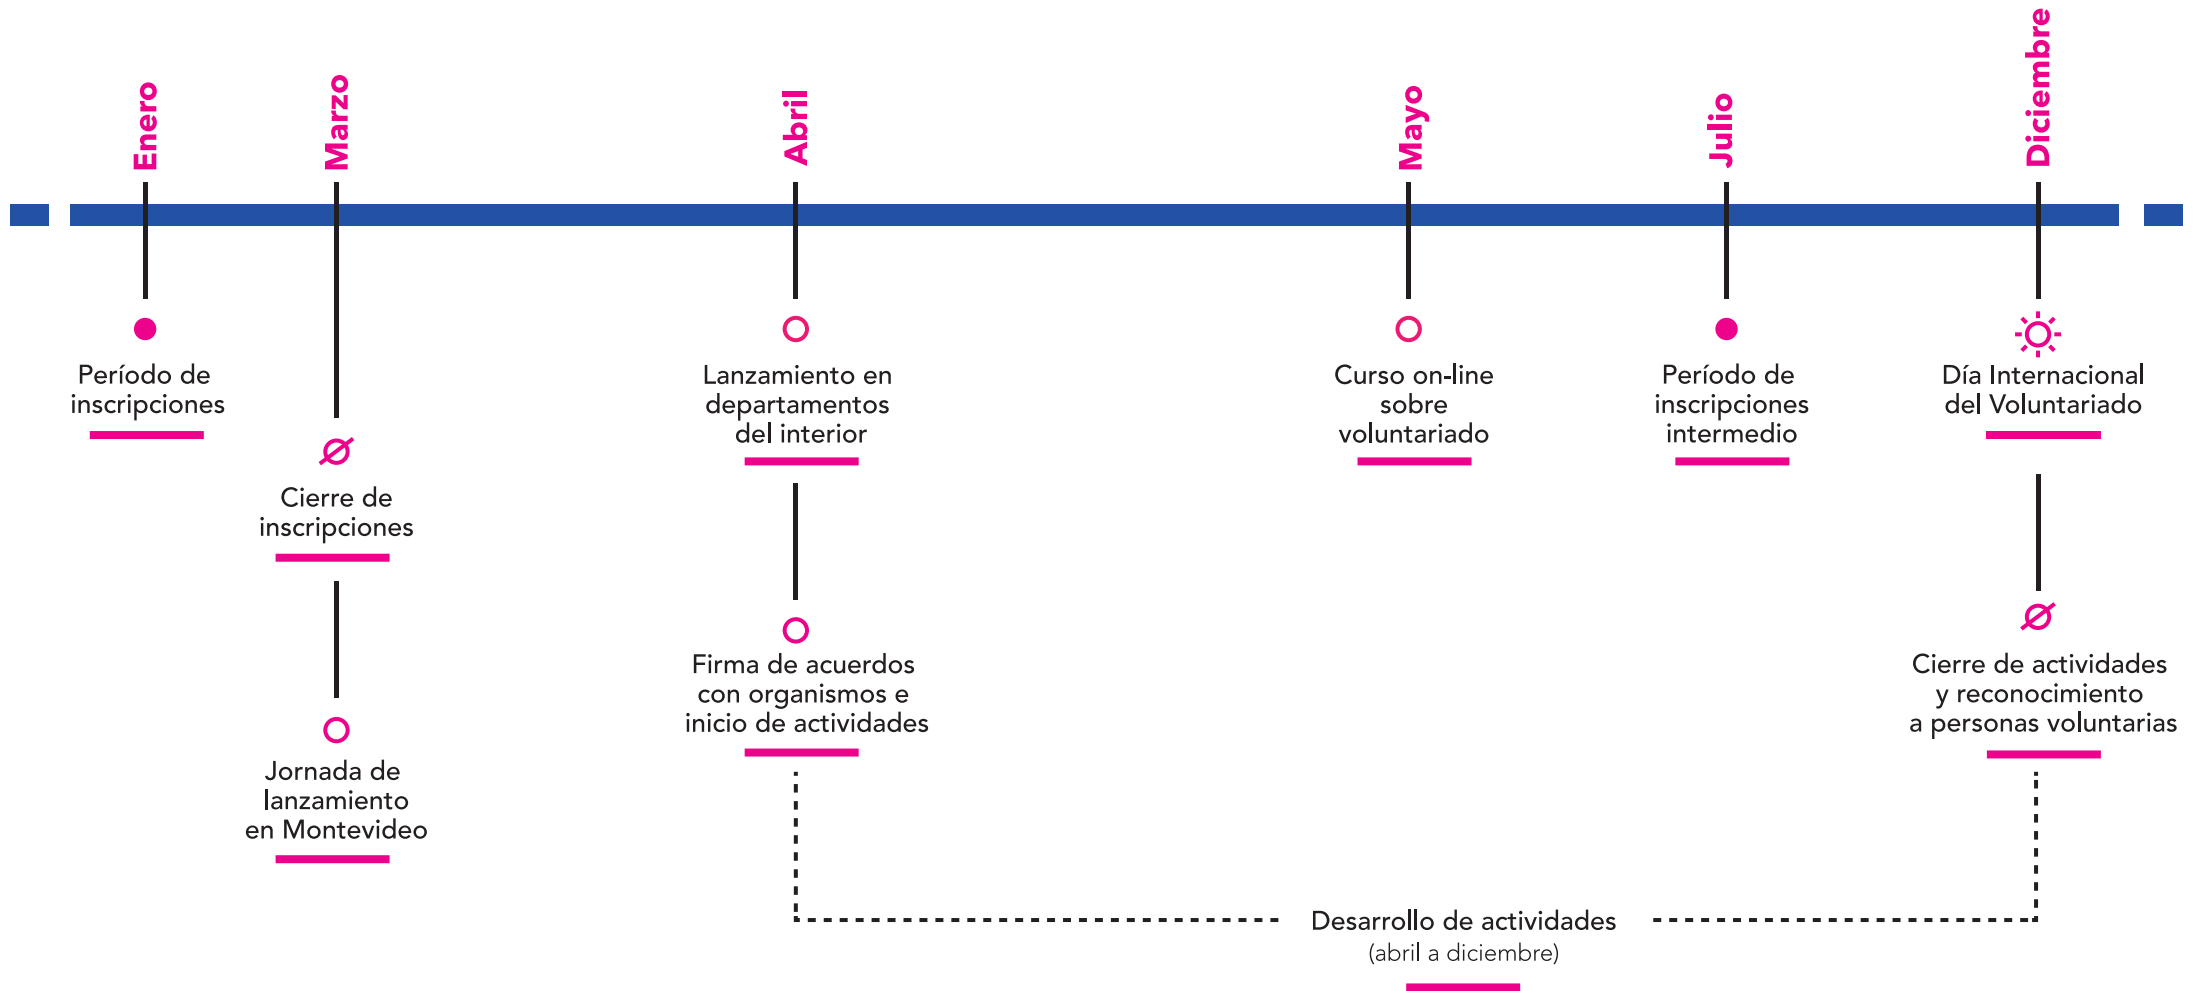 Enero
Marzo
Abril
Mayo
Julio
Diciembre
Período de
inscripciones
Cierre de
inscripciones
Jornada de
lanzamiento
en Montevideo
Lanzamiento en
departamentos
del interior
Firma de acuerdos
con organismos e
inicio de actividades
Curso on-line
sobre
voluntariado
Período de
inscripciones
intermedio
Día Internacional
del Voluntariado
Cierre de actividades
y reconocimiento
a personas voluntarias
Desarrollo de actividades
(abril a diciembre)